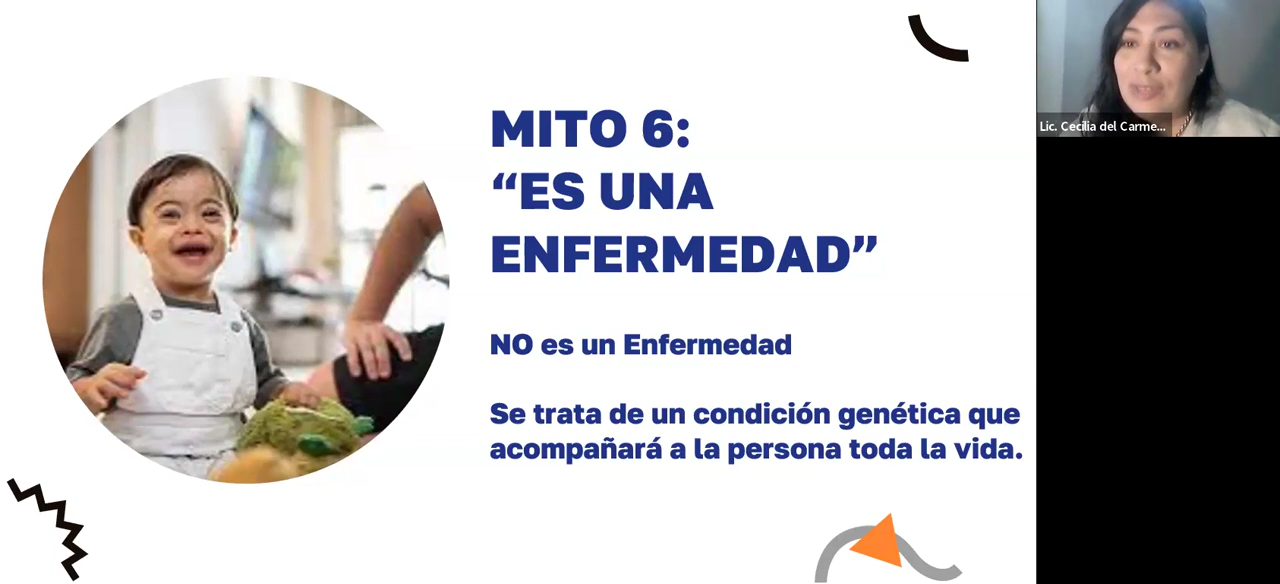 MITO 6:
“ES UNA
ENFERMEDAD”
NO es un Enfermedad
Se trata de un condición genética que
acompañará a la persona toda la vida.
Lic. Cecilia del Carme...